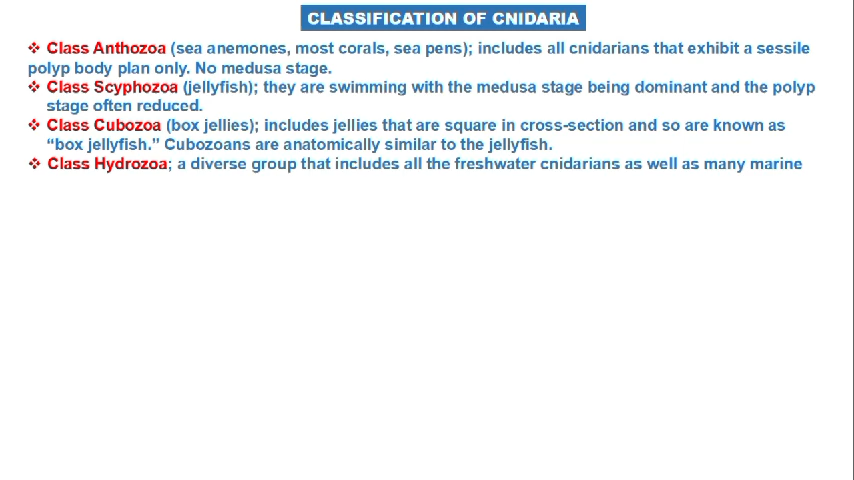 CLASSIFICATION OF CNIDARIA
❖ Class Anthozoa (sea anemones, most corals, sea pens); includes all cnidarians that exhibit a sessile
polyp body plan only. No medusa stage.
❖ Class Scyphozoa (jellyfish); they are swimming with the medusa stage being dominant and the polyp
stage often reduced.
❖ Class Cubozoa (box jellies); includes jellies that are square in cross-section and so are known as
“box jellyfish.” Cubozoans are anatomically similar to the jellyfish.
❖ Class Hydrozoa; a diverse group that includes all the freshwater cnidarians as well as many marine